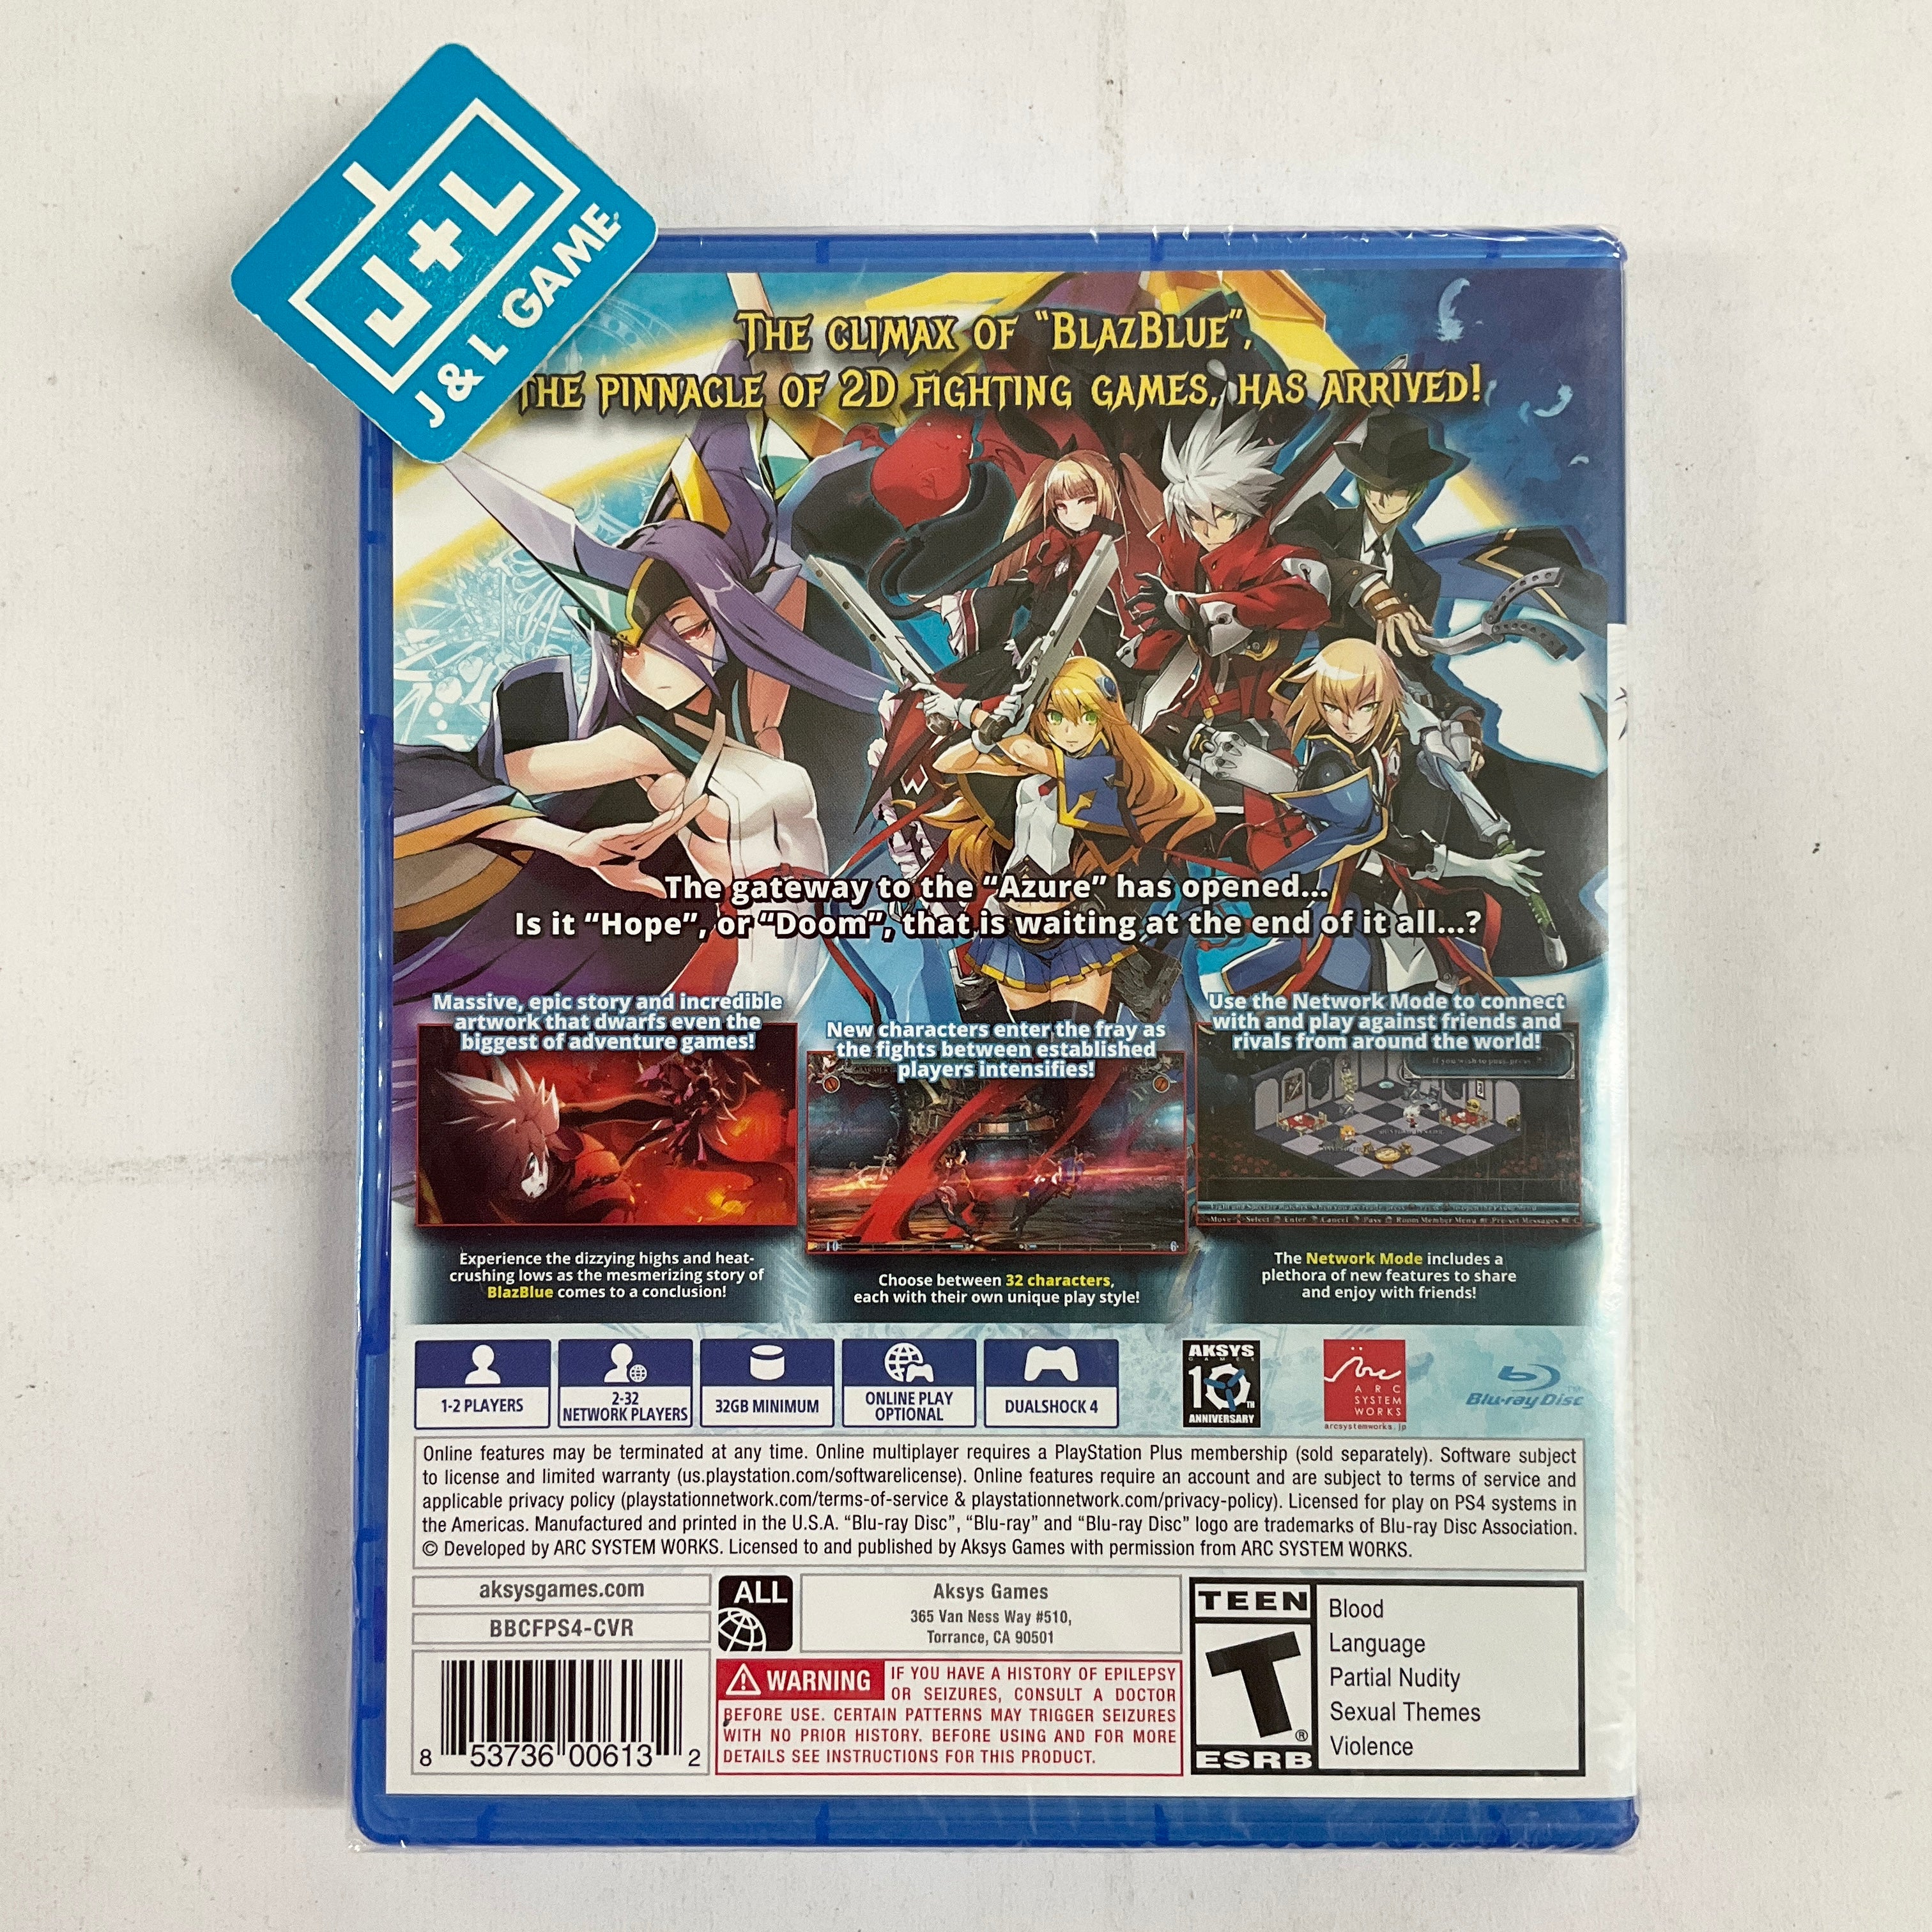 J+L
J & L GAME
THE CLIMAX OF "BLAZBLUE",
THE PINNACLE OF 2D FIGHTING GAMES, HAS ARRIVED!
The gateway to the “Azure” has opened...
Is it “Hope”, or “Doom”, that is waiting at the end of it all...?
Massive, epic story and incredible
artwork that dwarfs even the
biggest of adventure games!
New characters enter the fray as
the fights between established
players intensifies!
Use the Network Mode to connect
with and play against friends and
rivals from around the world!
Experience the dizzying highs and heat-
crushing lows as the mesmerizing story of
BlazBlue comes to a conclusion!
Choose between 32 characters,
each with their own unique play style!
The Network Mode includes a
plethora of new features to share
and enjoy with friends!
1-2 PLAYERS
2-32
NETWORK PLAYERS
32GB MINIMUM
ONLINE PLAY
OPTIONAL
DUALSHOCK 4
AKSYS
GAMES
10TH
ANNIVERSARY
ARC
SYSTEM
WORKS
arcsystemworks.jp
Blu-ray Disc™
Online features may be terminated at any time. Online multiplayer requires a PlayStation Plus membership (sold separately). Software subject
to license and limited warranty (us.playstation.com/softwarelicense). Online features require an account and are subject to terms of service and
applicable privacy policy (playstationnetwork.com/terms-of-service & playstationnetwork.com/privacy-policy). Licensed for play on PS4 systems in
the Americas. Manufactured and printed in the U.S.A. “Blu-ray Disc”, “Blu-ray” and “Blu-ray Disc” logo are trademarks of Blu-ray Disc Association.
© Developed by ARC SYSTEM WORKS. Licensed to and published by Aksys Games with permission from ARC SYSTEM WORKS.
aksysgames.com
BBCFPS4-CVR
ALL
Aksys Games
365 Van Ness Way #510,
Torrance, CA 90501
WARNING IF YOU HAVE A HISTORY OF EPILEPSY
OR SEIZURES, CONSULT A DOCTOR
BEFORE USE. CERTAIN PATTERNS MAY TRIGGER SEIZURES
WITH NO PRIOR HISTORY. BEFORE USING AND FOR MORE
DETAILS SEE INSTRUCTIONS FOR THIS PRODUCT.
8 53736 00613 2
TEEN
T®
ESRB
Blood
Language
Partial Nudity
Sexual Themes
Violence